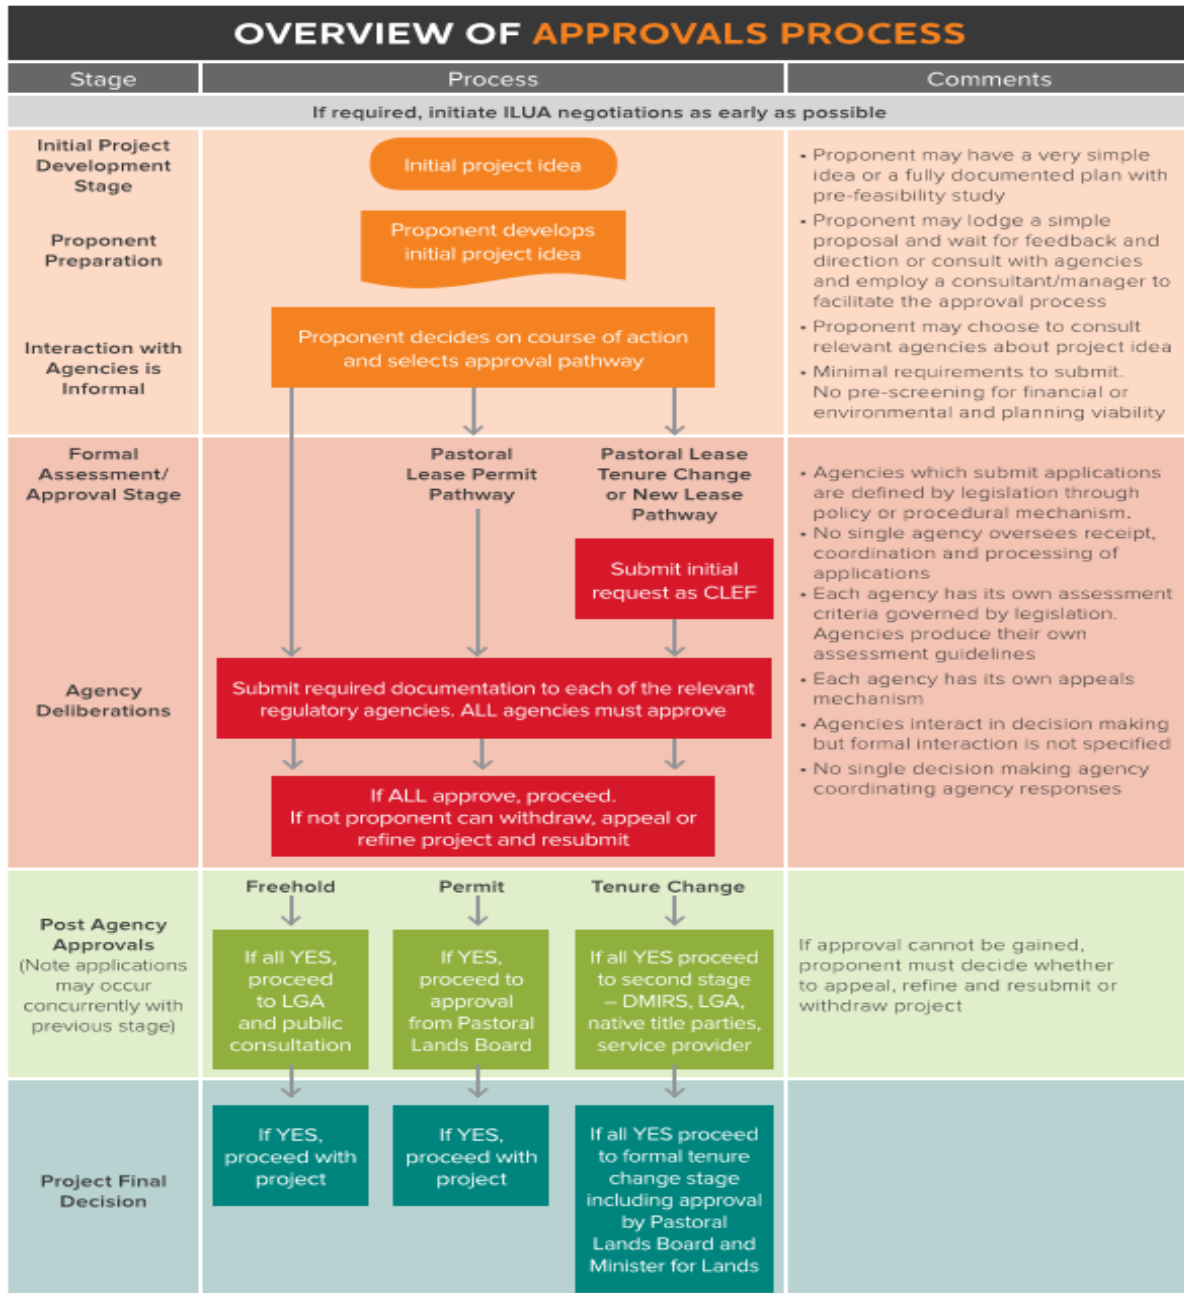 OVERVIEW OF APPROVALS PROCESS
Stage
Process
Comments
If required, initiate ILUA negotiations as early as possible
Initial Project
Development
Stage
Proponent
Preparation
Interaction with
Agencies is
Informal
Initial project idea
Proponent develops
initial project idea
Proponent decides on course of action
and selects approval pathway
• Proponent may have a very simple
idea or a fully documented plan with
pre-feasibility study
• Proponent may lodge a simple
proposal and wait for feedback and
direction or consult with agencies
and employ a consultant/manager to
facilitate the approval process
• Proponent may choose to consult
relevant agencies about project idea
• Minimal requirements to submit.
No pre-screening for financial or
environmental and planning viability
Formal
Assessment/
Approval Stage
Agency
Deliberations
Pastoral
Lease Permit
Pathway
Pastoral Lease
Tenure Change
or New Lease
Pathway
Submit initial
request as CLEF
Submit required documentation to each of the relevant
regulatory agencies. ALL agencies must approve
If ALL approve, proceed.
If not proponent can withdraw, appeal or
refine project and resubmit
• Agencies which submit applications
are defined by legislation through
policy or procedural mechanism.
• No single agency oversees receipt,
coordination and processing of
applications
• Each agency has its own assessment
criteria governed by legislation.
Agencies produce their own
assessment guidelines
• Each agency has its own appeals
mechanism
• Agencies interact in decision making
but formal interaction is not specified
• No single decision making agency
coordinating agency responses
Post Agency
Approvals
(Note applications
may occur
concurrently with
previous stage)
Freehold
If all YES,
proceed
to LGA
and public
consultation
Permit
If YES,
proceed to
approval
from Pastoral
Lands Board
Tenure Change
If all YES proceed
to second stage
– DMIRS, LGA,
native title parties,
service provider
If approval cannot be gained,
proponent must decide whether
to appeal, refine and resubmit or
withdraw project
Project Final
Decision
If YES,
proceed with
project
If YES,
proceed with
project
If all YES proceed
to formal tenure
change stage
including approval
by Pastoral
Lands Board and
Minister for Lands